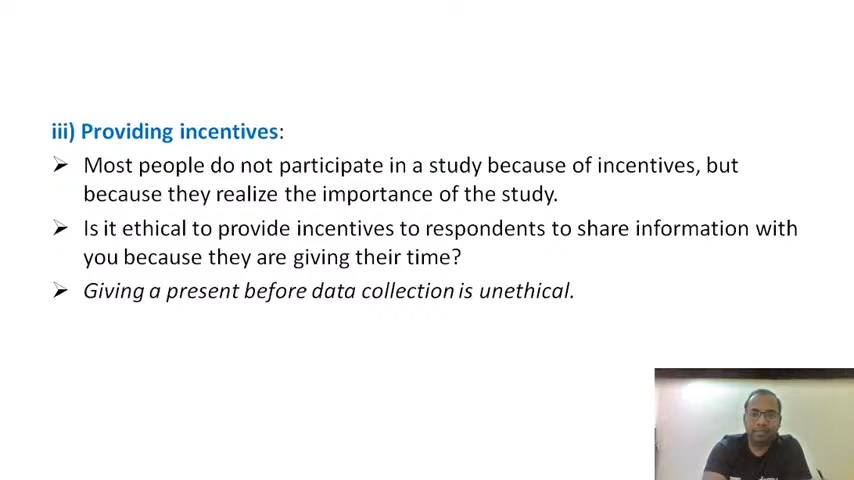 iii) Providing incentives:
➢ Most people do not participate in a study because of incentives, but
because they realize the importance of the study.
➢ Is it ethical to provide incentives to respondents to share information with
you because they are giving their time?
➢ Giving a present before data collection is unethical.